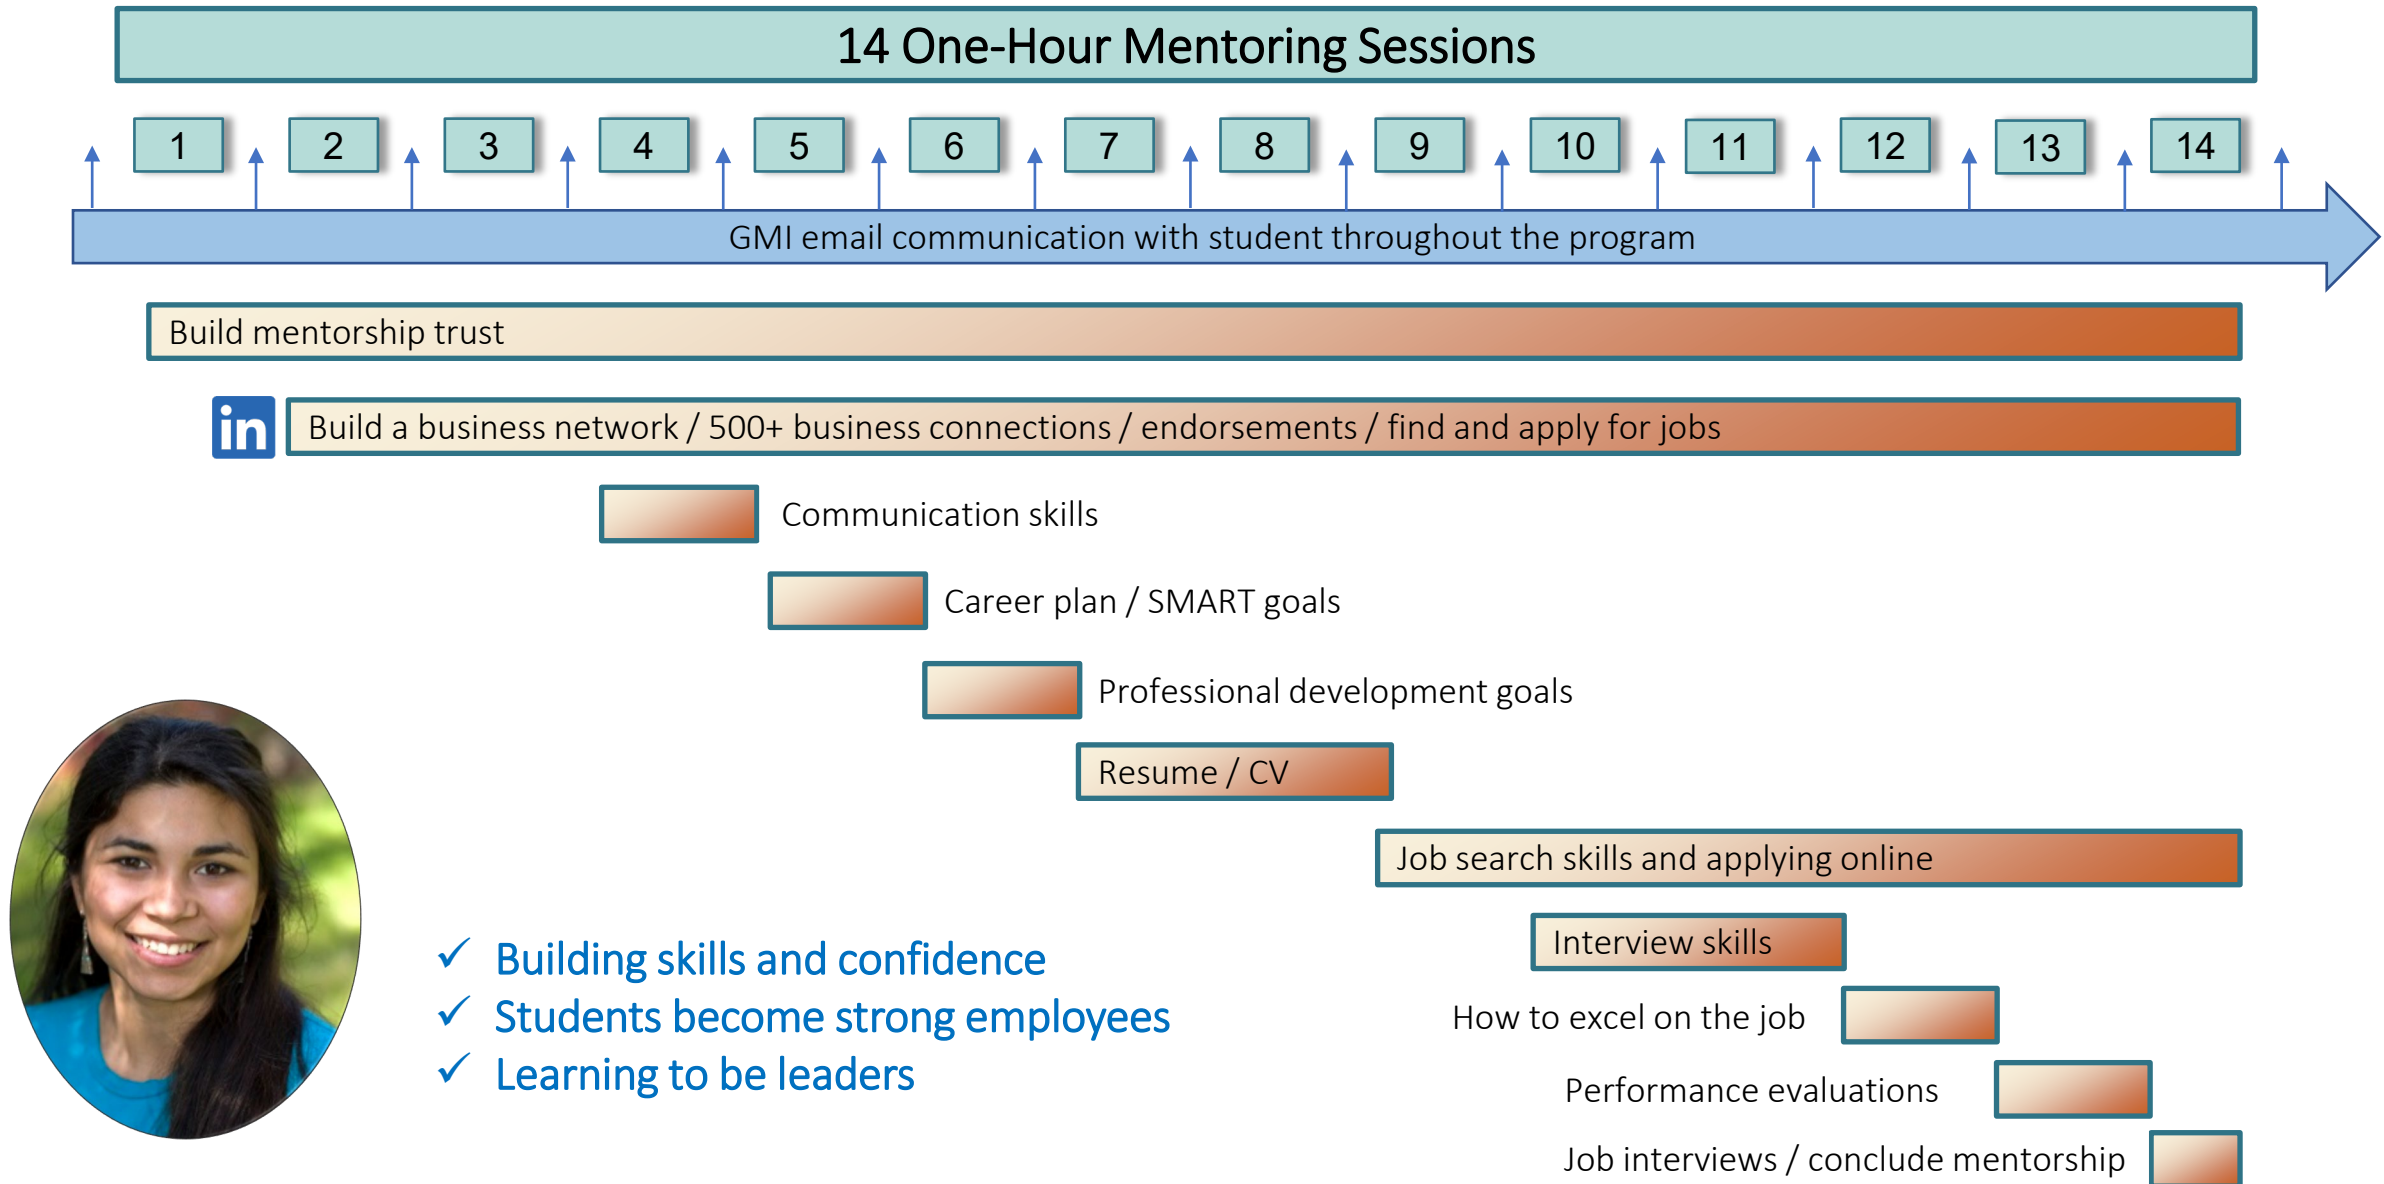 14 One-Hour Mentoring Sessions
1 2 3 4 5 6 7 8 9 10 11 12 13 14
GMI email communication with student throughout the program
Build mentorship trust
in
Build a business network / 500+ business connections / endorsements / find and apply for jobs
Communication skills
Career plan / SMART goals
Professional development goals
Resume / CV
Job search skills and applying online
Interview skills
How to excel on the job
Performance evaluations
Job interviews / conclude mentorship
✓ Building skills and confidence
✓ Students become strong employees
✓ Learning to be leaders